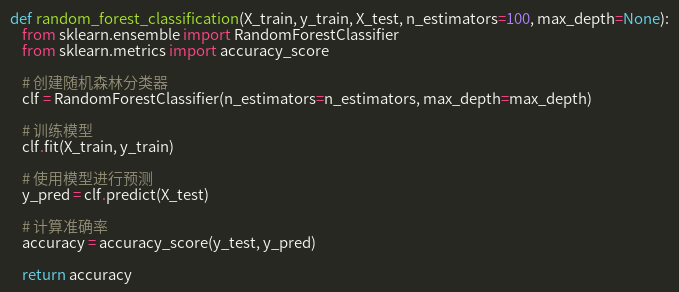 def random_forest_classification(X_train, y_train, X_test, n_estimators=100, max_depth=None):
from sklearn.ensemble import RandomForestClassifier
from sklearn.metrics import accuracy_score
# 创建随机森林分类器
clf = RandomForestClassifier(n_estimators=n_estimators, max_depth=max_depth)
# 训练模型
clf.fit(X_train, y_train)
# 使用模型进行预测
y_pred = clf.predict(X_test)
# 计算准确率
accuracy = accuracy_score(y_test, y_pred)
return accuracy